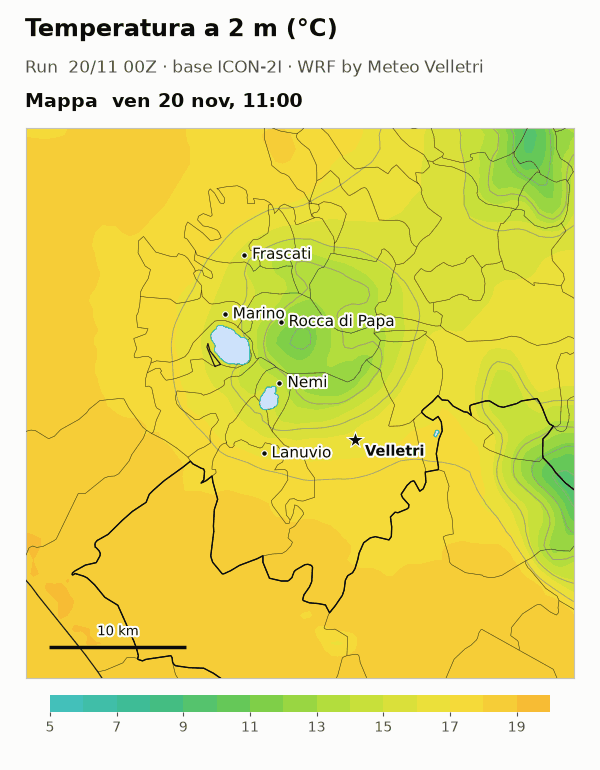 Temperatura a 2 m (°C)
Run  20/11 00Z · base ICON-2I · WRF by Meteo Velletri
Mappa  ven 20 nov, 11:00
Frascati
Marino
Rocca di Papa
Nemi
Velletri
Lanuvio
10 km
5 7 9 11 13 15 17 19